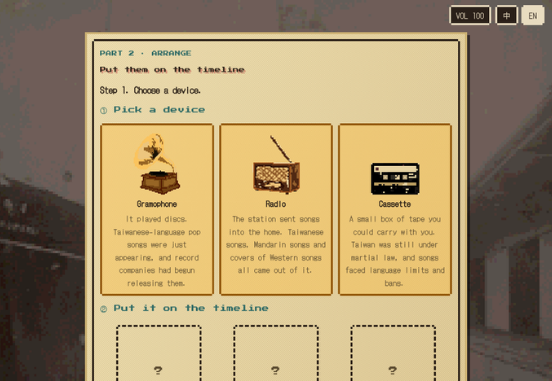 VOL 100 中 EN
PART 2 · ARRANGE
Put them on the timeline
Step 1. Choose a device.
① Pick a device
Gramophone
It played discs.
Taiwanese-language pop
songs were just
appearing, and record
companies had begun
releasing them.
Radio
The station sent songs
into the home. Taiwanese
songs, Mandarin songs and
covers of Western songs
all came out of it.
Cassette
A small box of tape you
could carry with you.
Taiwan was still under
martial law, and songs
faced language limits and
bans.
② Put it on the timeline
? ? ?